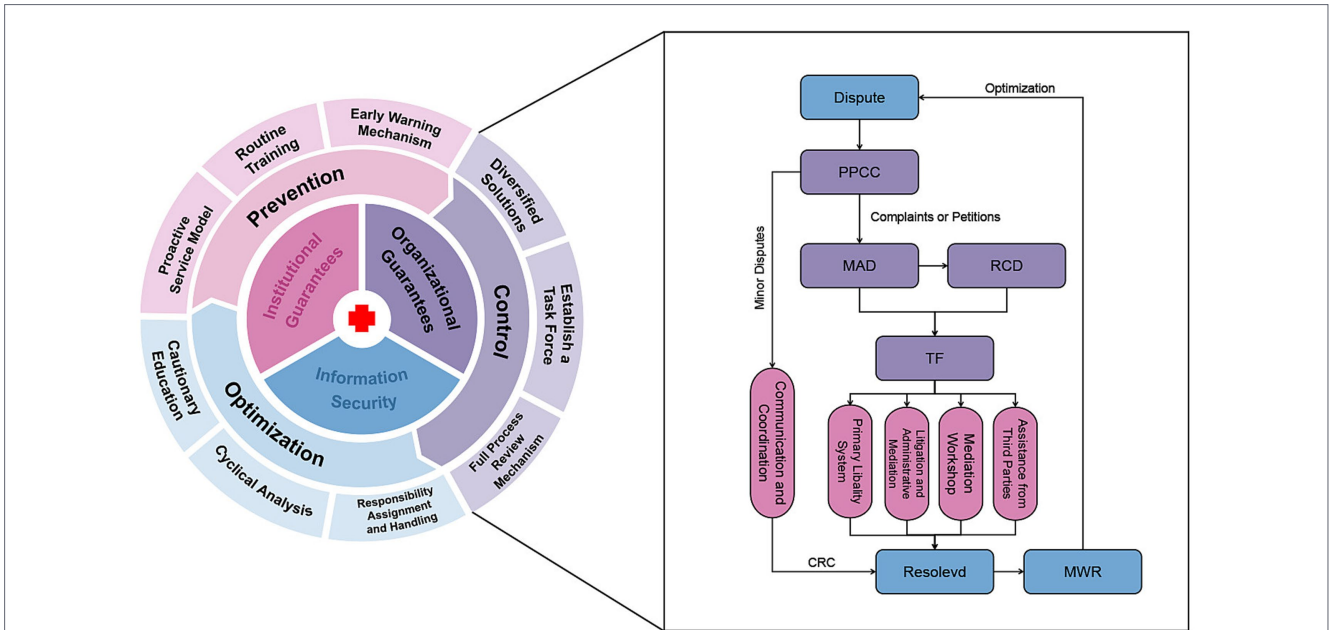 Early Warning
Mechanism
Routine
Training
Proactive
Service Model
Prevention
Diversified
Solutions
Establish a
Task Force
Full Process
Review
Mechanism
Control
Institutional
Guarantees
Organizational
Guarantees
Information
Security
Optimization
Cautionary
Education
Cyclical Analysis
Responsibility
Assignment
and Handling
Dispute
Optimization
PPCC
Complaints or Petitions
Minor Disputes
MAD
RCD
TF
Communication and
Coordination
Primary Libality
System
Litigation and
Administrative
Mediation
Mediation
Workshop
Assistance from
Third Parties
CRC
Resolevd
MWR